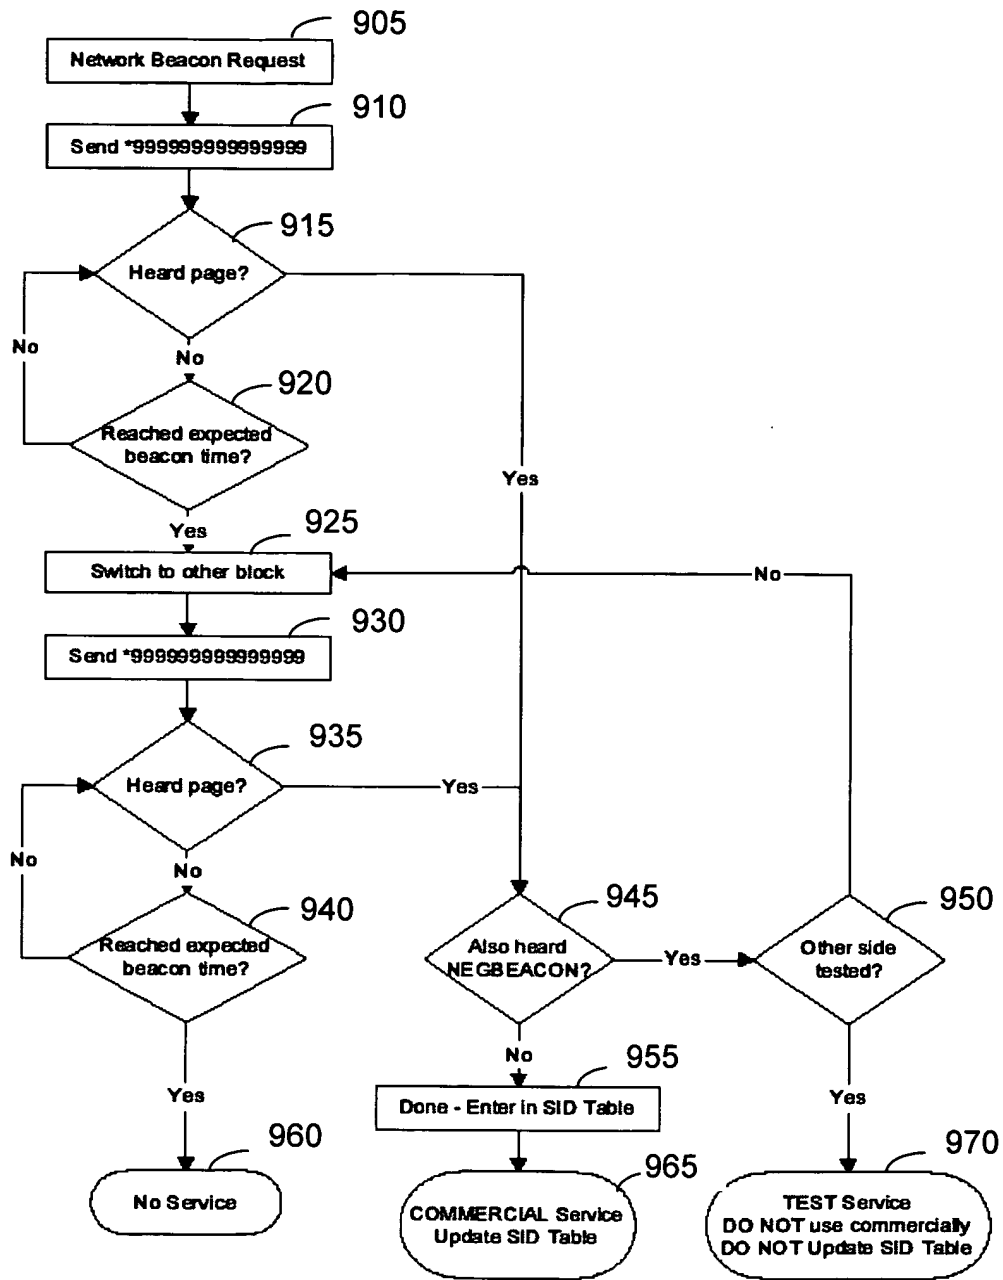 905
Network Beacon Request
910
Send *999999999999999
915
Heard page?
No
No
920
Reached expected
beacon time?
Yes
Yes
925
Switch to other block
No
930
Send *999999999999999
935
Heard page?
Yes
No
No
940
Reached expected
beacon time?
945
Also heard
NEGBEACON?
Yes
950
Other side
tested?
No
955
Yes
Yes
Done - Enter in SID Table
960
No Service
965
COMMERCIAL Service
Update SID Table
970
TEST Service
DO NOT use commercially
DO NOT Update SID Table